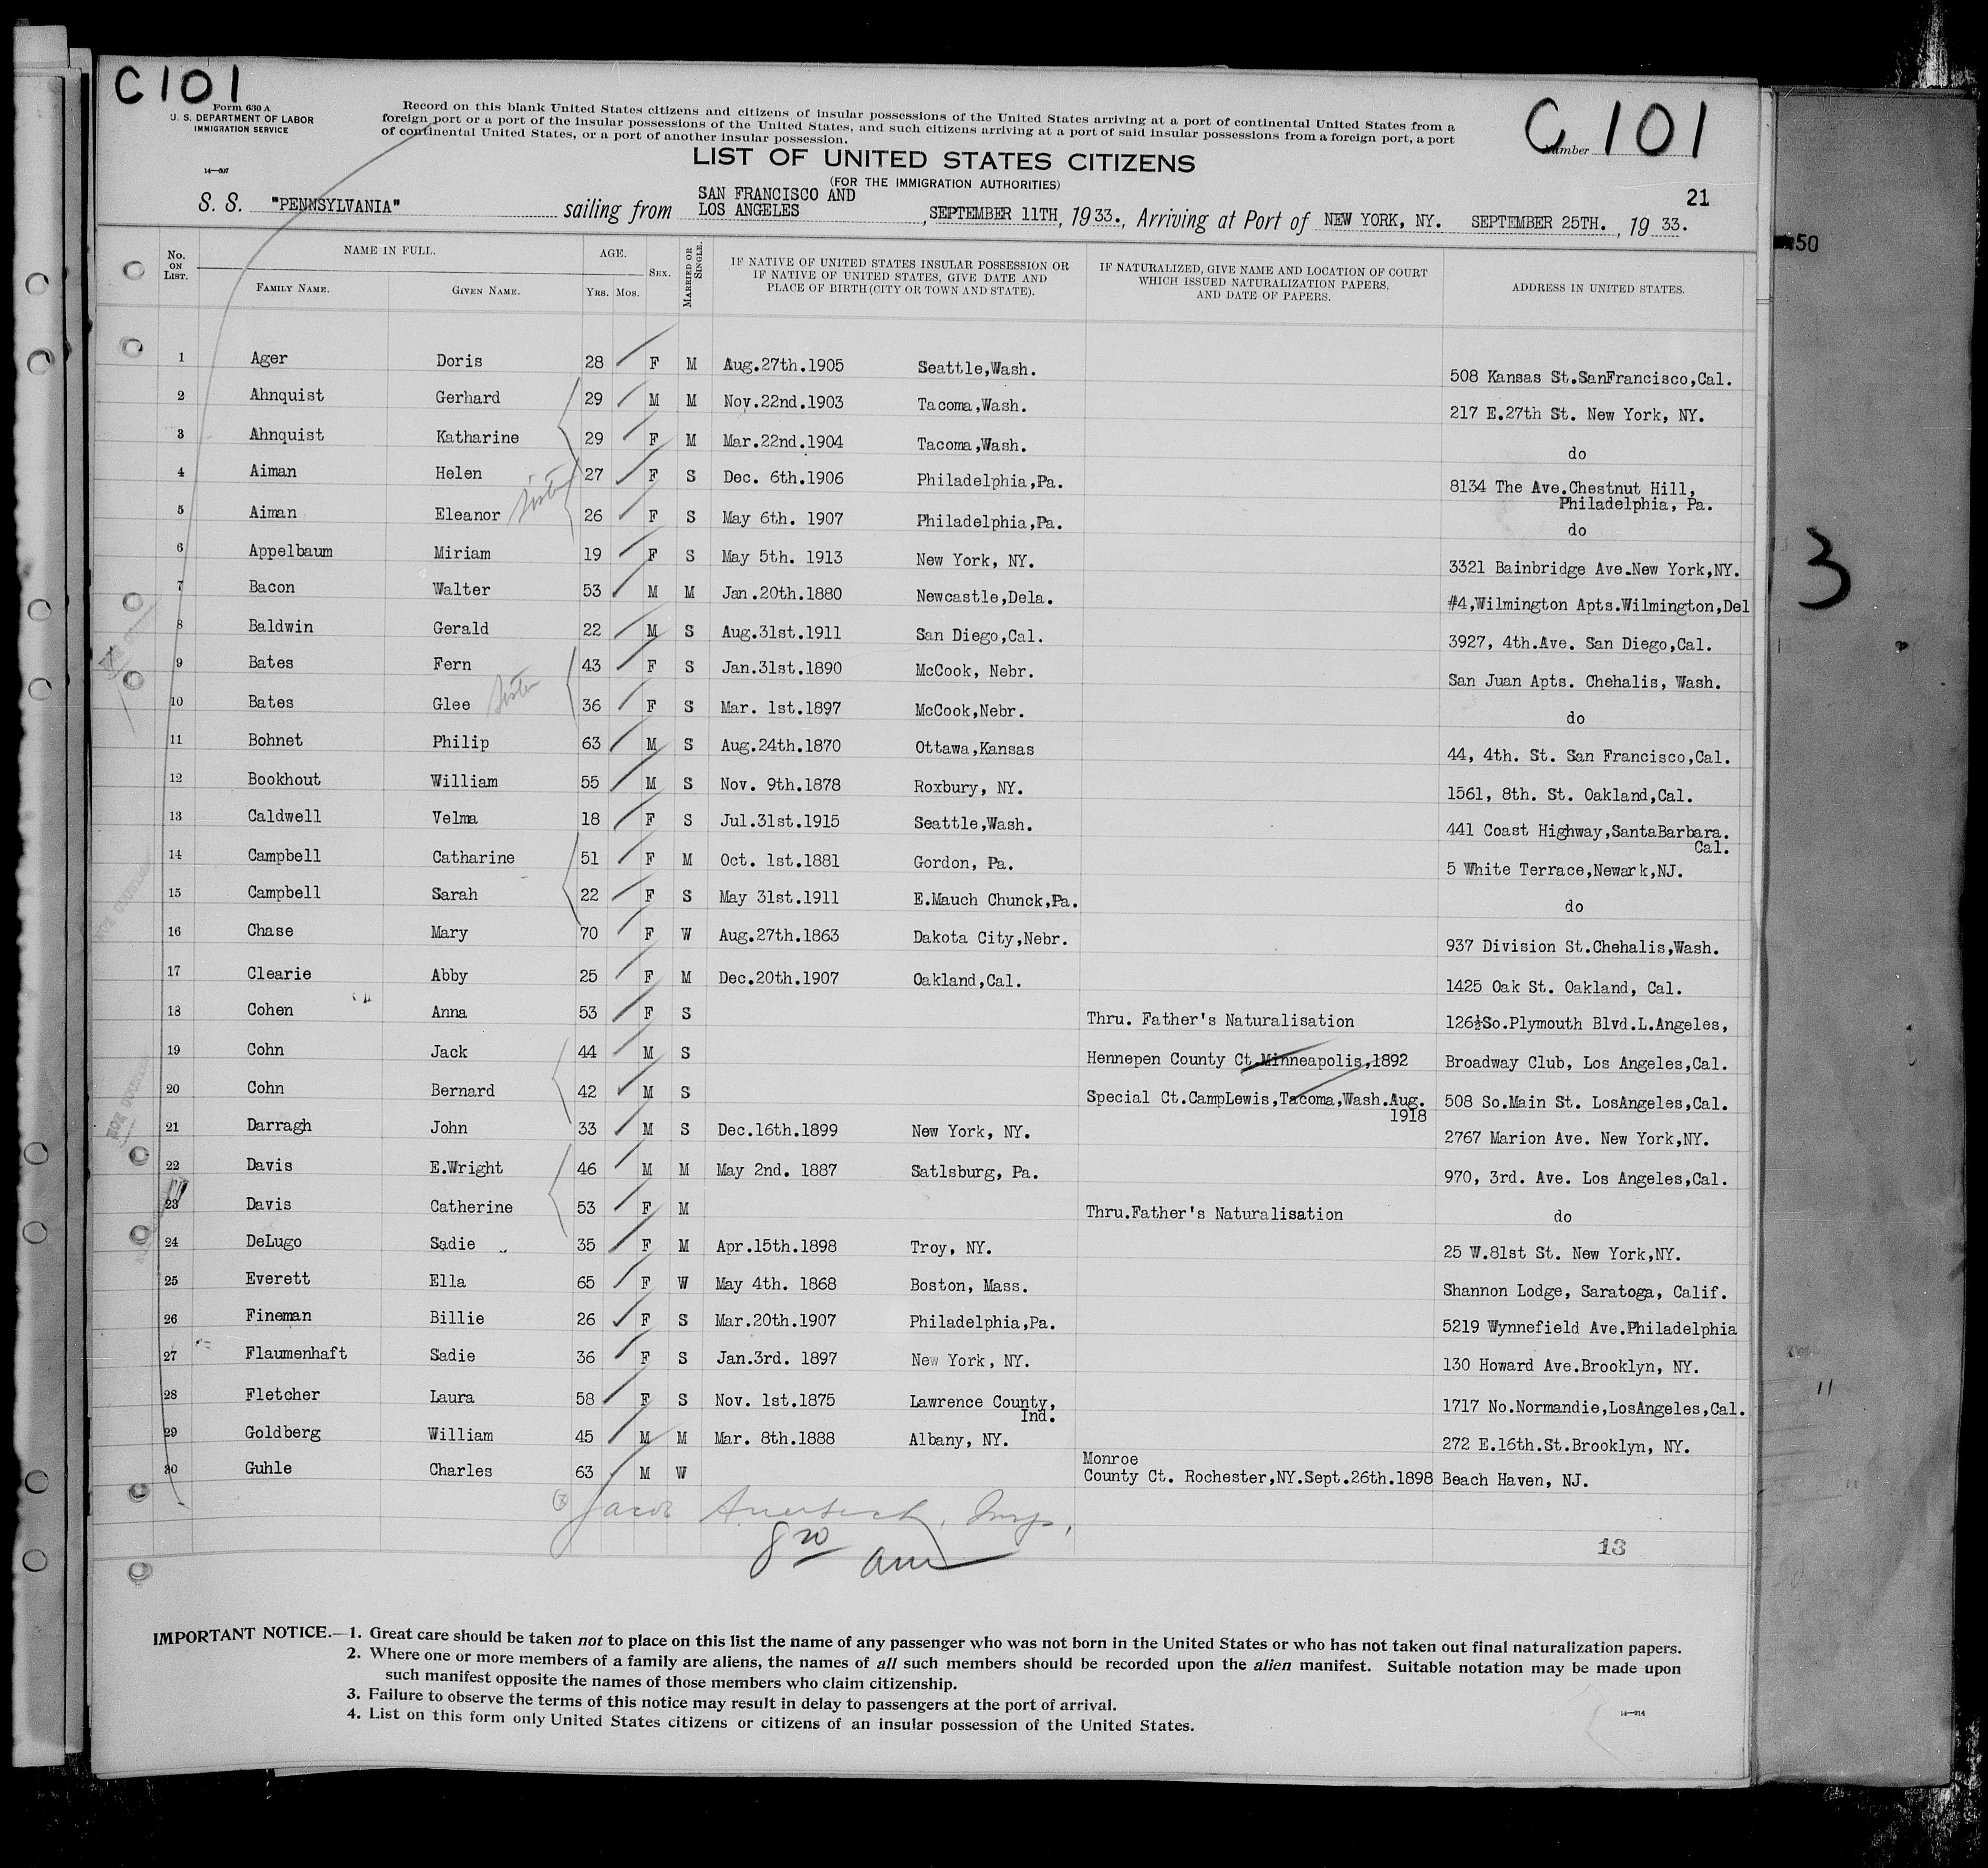 C101
C 101
Form 630 A
U. S. DEPARTMENT OF LABOR
IMMIGRATION SERVICE
Record on this blank United States citizens and citizens of insular possessions of the United States arriving at a port of continental United States from a
foreign port or a port of the insular possessions of the United States, and such citizens arriving at a port of said insular possessions from a foreign port, a port
of continental United States, or a port of another insular possession.
Number
14—607
LIST OF UNITED STATES CITIZENS
(FOR THE IMMIGRATION AUTHORITIES)
21
S. S. "PENNSYLVANIA" sailing from SAN FRANCISCO AND LOS ANGELES, SEPTEMBER 11TH, 1933., Arriving at Port of NEW YORK, NY. SEPTEMBER 25TH., 1933.
No. ON LIST. NAME IN FULL. AGE. SEX. MARRIED OR SINGLE. IF NATIVE OF UNITED STATES INSULAR POSSESSION OR IF NATIVE OF UNITED STATES, GIVE DATE AND PLACE OF BIRTH (CITY OR TOWN AND STATE). IF NATURALIZED, GIVE NAME AND LOCATION OF COURT WHICH ISSUED NATURALIZATION PAPERS, AND DATE OF PAPERS. ADDRESS IN UNITED STATES.
FAMILY NAME. GIVEN NAME. YRS. MOS.
1 Ager Doris 28 F M Aug.27th.1905 Seattle,Wash. 508 Kansas St.SanFrancisco,Cal.
2 Ahnquist Gerhard 29 M M Nov.22nd.1903 Tacoma,Wash. 217 E.27th St. New York, NY.
3 Ahnquist Katharine 29 F M Mar.22nd.1904 Tacoma,Wash. do
4 Aiman Helen 27 F S Dec. 6th.1906 Philadelphia,Pa. 8134 The Ave.Chestnut Hill,
Philadelphia, Pa.
5 Aiman Eleanor sister 26 F S May 6th. 1907 Philadelphia,Pa. do
6 Appelbaum Miriam 19 F S May 5th. 1913 New York, NY. 3321 Bainbridge Ave.New York,NY.
7 Bacon Walter 53 M M Jan.20th.1880 Newcastle,Dela. #4,Wilmington Apts.Wilmington,Del
8 Baldwin Gerald 22 M S Aug.31st.1911 San Diego,Cal. 3927, 4th.Ave. San Diego,Cal.
9 Bates Fern 43 F S Jan.31st.1890 McCook, Nebr. San Juan Apts. Chehalis, Wash.
10 Bates Glee sister 36 F S Mar. 1st.1897 McCook,Nebr. do
11 Bohnet Philip 63 M S Aug.24th.1870 Ottawa,Kansas 44, 4th. St. San Francisco,Cal.
12 Bookhout William 55 M S Nov. 9th.1878 Roxbury, NY. 1561, 8th. St. Oakland,Cal.
13 Caldwell Velma 18 F S Jul.31st.1915 Seattle,Wash. 441 Coast Highway,SantaBarbara.
Cal.
14 Campbell Catharine 51 F M Oct. 1st.1881 Gordon, Pa. 5 White Terrace,Newark,NJ.
15 Campbell Sarah 22 F S May 31st.1911 E.Mauch Chunck,Pa. do
16 Chase Mary 70 F W Aug.27th.1863 Dakota City,Nebr. 937 Division St.Chehalis,Wash.
17 Clearie Abby 25 F M Dec.20th.1907 Oakland,Cal. 1425 Oak St. Oakland, Cal.
18 Cohen Anna 53 F S Thru. Father's Naturalisation 126½So.Plymouth Blvd.L.Angeles,
19 Cohn Jack 44 M S Hennepen County Ct.Minneapolis,1892 Broadway Club, Los Angeles,Cal.
20 Cohn Bernard 42 M S Special Ct.CampLewis,Tacoma,Wash.Aug. 508 So.Main St. LosAngeles,Cal.
1918
21 Darragh John 33 M S Dec.16th.1899 New York, NY. 2767 Marion Ave. New York,NY.
22 Davis E.Wright 46 M M May 2nd. 1887 Satlsburg, Pa. 970, 3rd. Ave. Los Angeles,Cal.
23 Davis Catherine 53 F M Thru.Father's Naturalisation do
24 DeLugo Sadie 35 F M Apr.15th.1898 Troy, NY. 25 W.81st St. New York,NY.
25 Everett Ella 65 F W May 4th. 1868 Boston, Mass. Shannon Lodge, Saratoga, Calif.
26 Fineman Billie 26 F S Mar.20th.1907 Philadelphia,Pa. 5219 Wynnefield Ave.Philadelphia
27 Flaumenhaft Sadie 36 F S Jan.3rd. 1897 New York, NY. 130 Howard Ave.Brooklyn, NY.
28 Fletcher Laura 58 F S Nov. 1st.1875 Lawrence County, 1717 No.Normandie,LosAngeles,Cal.
Ind.
29 Goldberg William 45 M M Mar. 8th.1888 Albany, NY. 272 E.16th.St.Brooklyn, NY.
Monroe
30 Guhle Charles 63 M W County Ct. Rochester,NY.Sept.26th.1898 Beach Haven, NJ.
Jacob Insp.
8 20 am
13
IMPORTANT NOTICE.—1. Great care should be taken not to place on this list the name of any passenger who was not born in the United States or who has not taken out final naturalization papers.
2. Where one or more members of a family are aliens, the names of all such members should be recorded upon the alien manifest. Suitable notation may be made upon
such manifest opposite the names of those members who claim citizenship.
3. Failure to observe the terms of this notice may result in delay to passengers at the port of arrival.
4. List on this form only United States citizens or citizens of an insular possession of the United States.
14—914
50
3
11